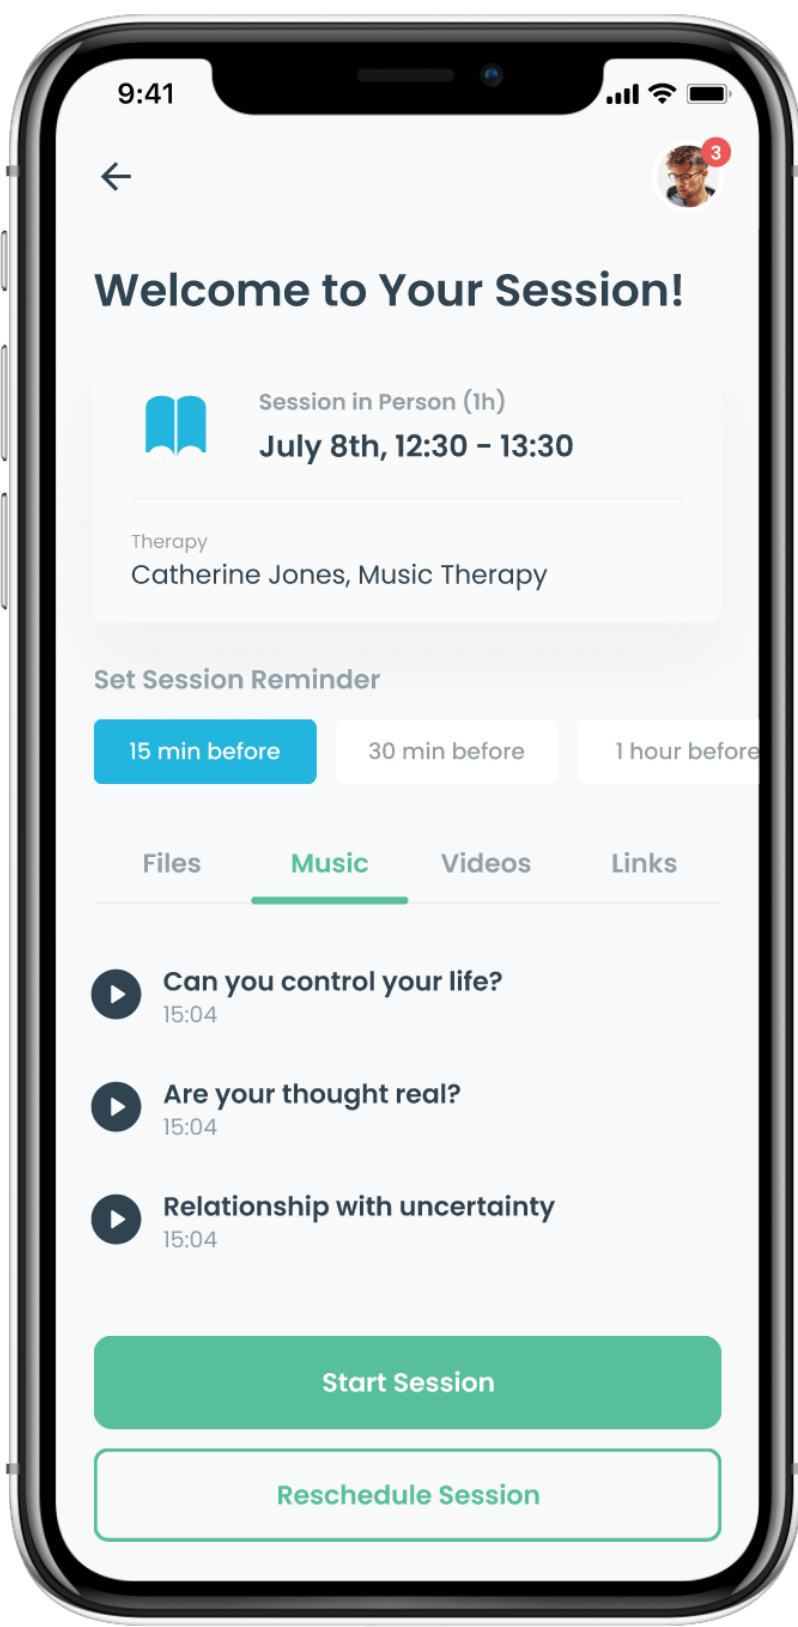 9:41
3
Welcome to Your Session!
Session in Person (1h)
July 8th, 12:30 - 13:30
Therapy
Catherine Jones, Music Therapy
Set Session Reminder
15 min before
30 min before
1 hour before
Files
Music
Videos
Links
Can you control your life?
15:04
Are your thought real?
15:04
Relationship with uncertainty
15:04
Start Session
Reschedule Session